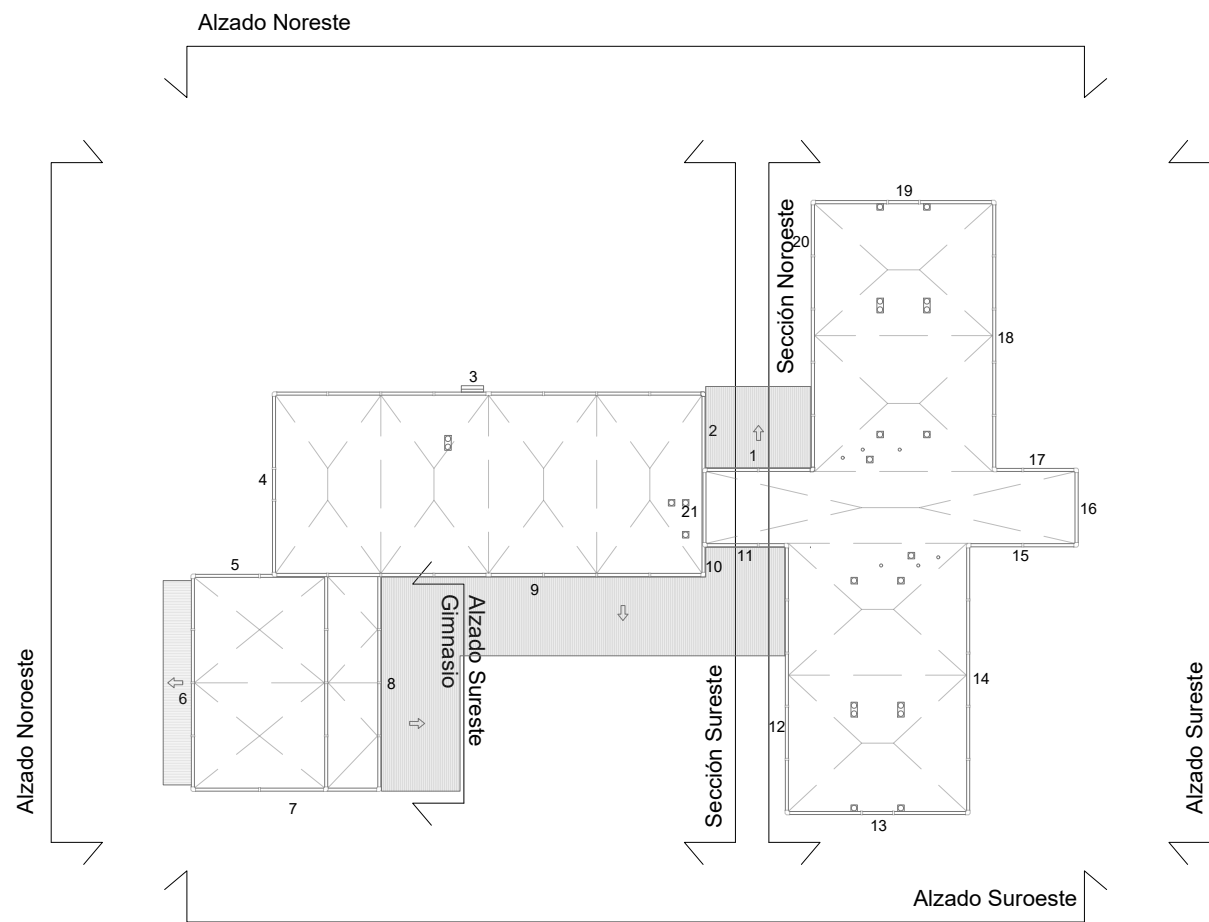 Alzado Noreste
19
20
Sección Noroeste
18
3
2
1
17
4
21
16
5
10
11
15
9
Alzado Sureste
Gimnasio
8
6
14
12
Alzado Noroeste
Sección Sureste
Alzado Sureste
7
13
Alzado Suroeste